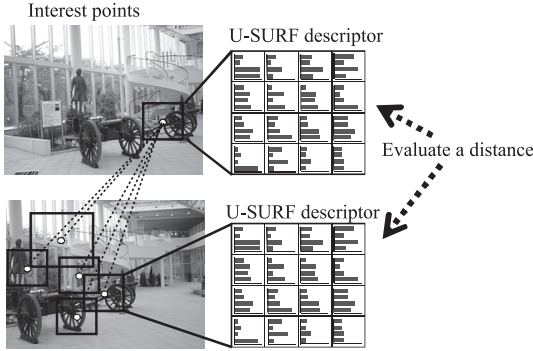 Interest points
U-SURF descriptor
Evaluate a distance
U-SURF descriptor